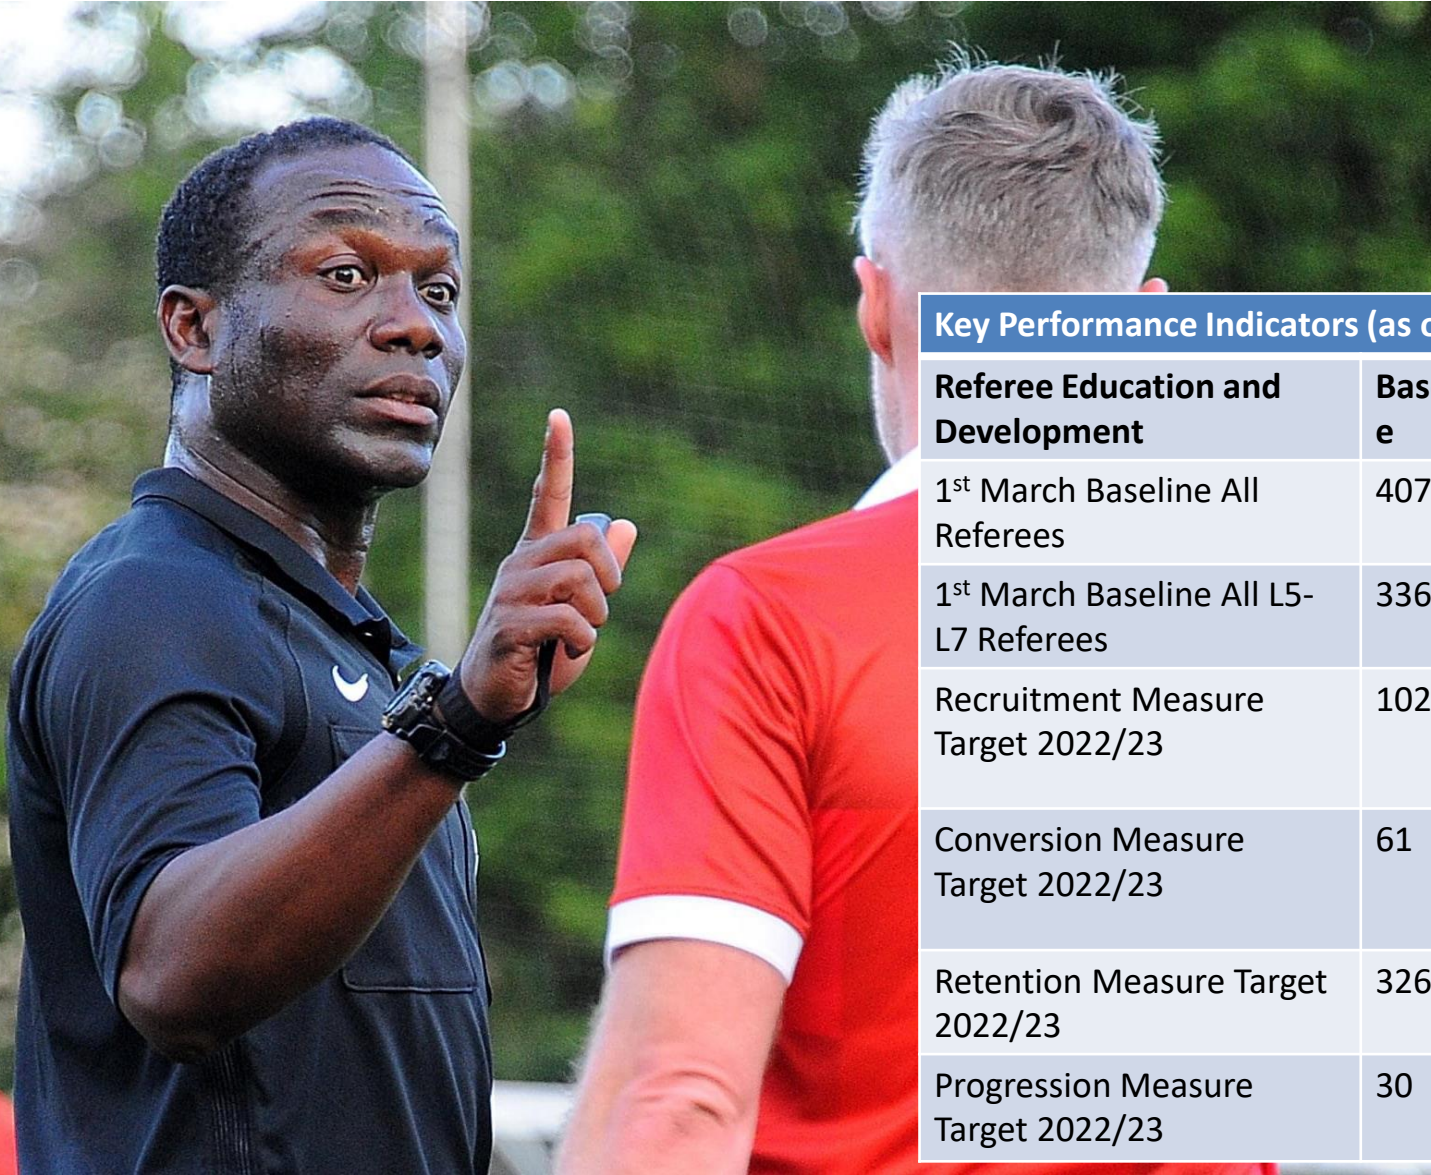 Key Performance Indicators (as
Referee Education and
Development
Bas
e
1st March Baseline All
Referees
407
1st March Baseline All L5-
L7 Referees
336
Recruitment Measure
Target 2022/23
102
Conversion Measure
Target 2022/23
61
Retention Measure Target
2022/23
326
Progression Measure
Target 2022/23
30